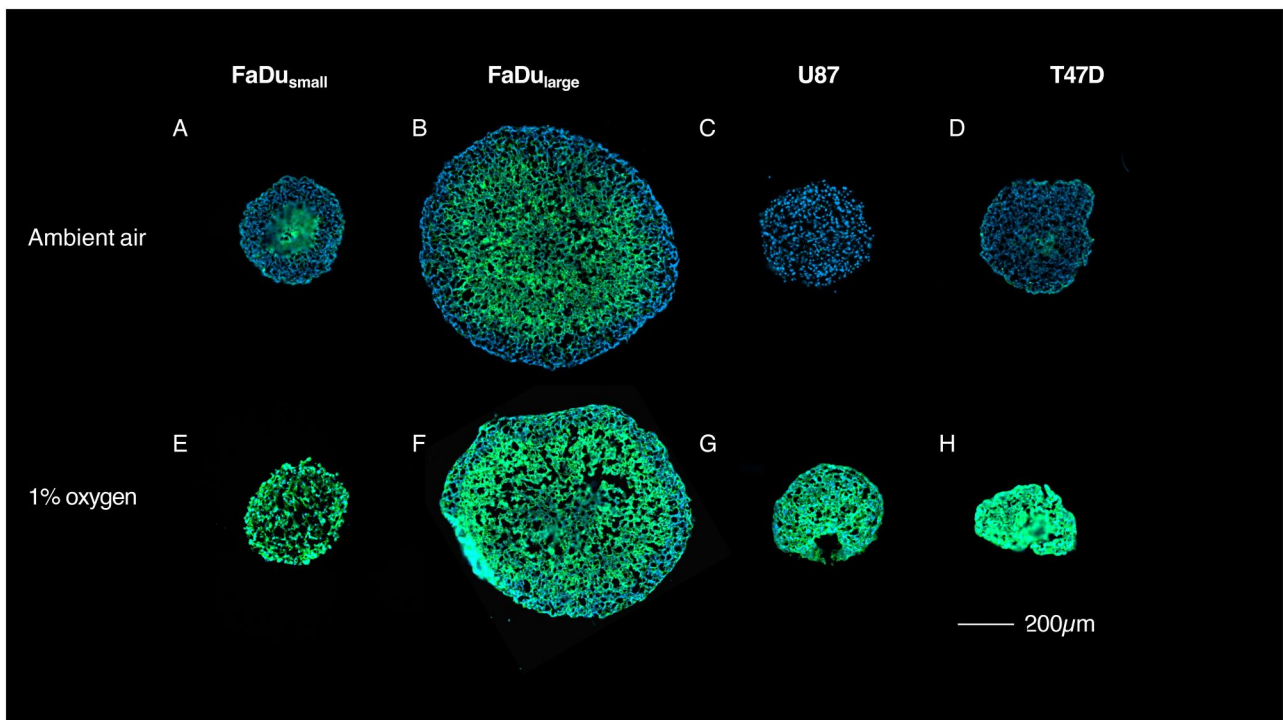 FaDusmall FaDularge U87 T47D
A B C D
Ambient air
E F G H
1% oxygen
200µm